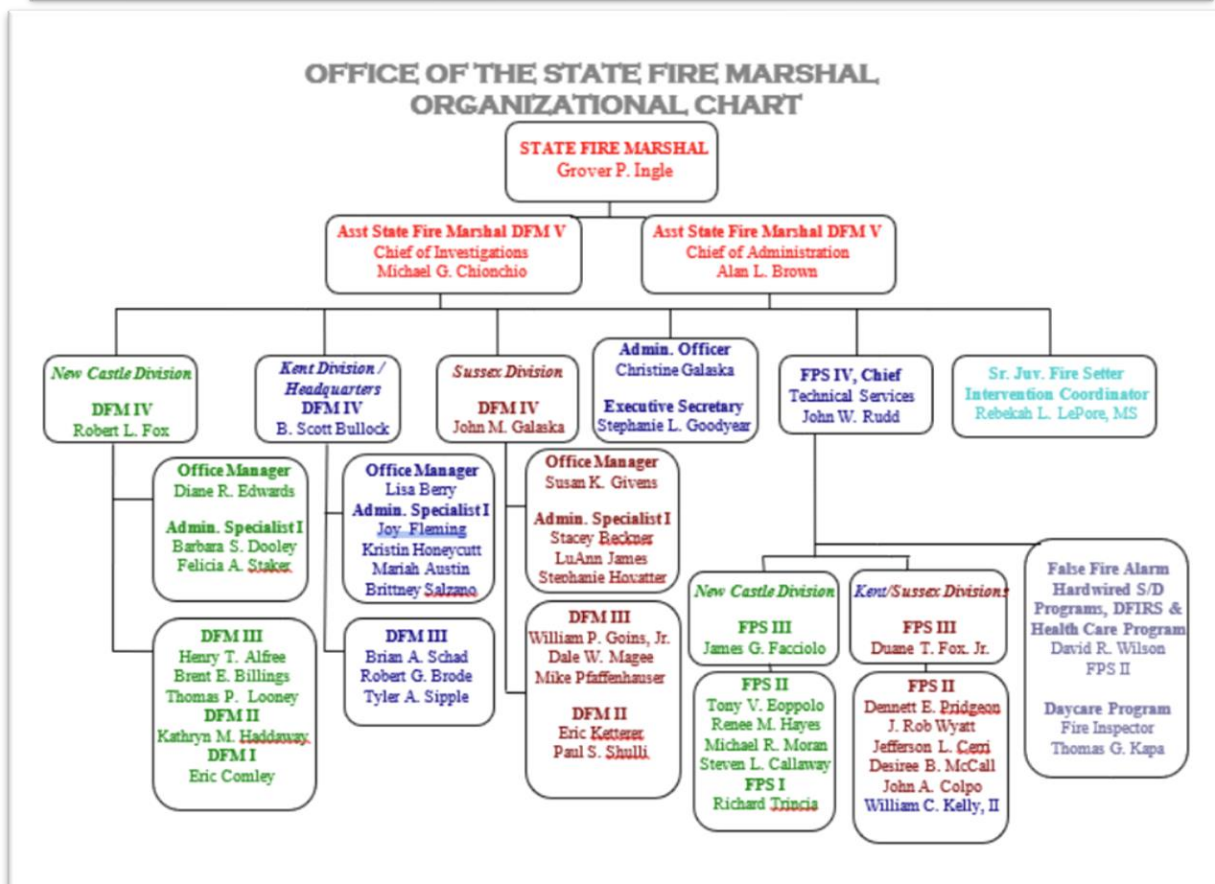 OFFICE OF THE STATE FIRE MARSHAL
ORGANIZATIONAL CHART
STATE FIRE MARSHAL
Grover P. Ingle
Asst State Fire Marshal DFM V
Chief of Investigations
Michael G. Chionchio
Asst State Fire Marshal DFM V
Chief of Administration
Alan L. Brown
New Castle Division
DFM IV
Robert L. Fox
Kent Division /
Headquarters
DFM IV
B. Scott Bullock
Sussex Division
DFM IV
John M. Galaska
Admin. Officer
Christine Galaska
Executive Secretary
Stephanie L. Goodyear
FPS IV, Chief
Technical Services
John W. Rudd
Sr. Juv. Fire Setter
Intervention Coordinator
Rebekah L. LePore, MS
Office Manager
Diane R. Edwards
Admin. Specialist I
Barbara S. Dooley
Felicia A. Staker
Office Manager
Lisa Berry
Admin. Specialist I
Joy Fleming
Kristin Honeycutt
Mariah Austin
Brittney Salzano
Office Manager
Susan K. Givens
Admin. Specialist I
Stacey Beckner
LuAnn James
Stephanie Hovatter
DFM III
Henry T. Alfree
Brent E. Billings
Thomas P. Looney
DFM II
Kathryn M. Haddaway
DFM I
Eric Comley
DFM III
Brian A. Schad
Robert G. Brode
Tyler A. Sipple
DFM III
William P. Goins, Jr.
Dale W. Magee
Mike Pfaffenhauser
DFM II
Eric Ketterer
Paul S. Shulli
New Castle Division
FPS III
James G. Facciolo
Kent/Sussex Divisions
FPS III
Duane T. Fox. Jr.
False Fire Alarm
Hardwired S/D
Programs, DFIRS &
Health Care Program
David R. Wilson
FPS II
Daycare Program
Fire Inspector
Thomas G. Kapa
FPS II
Tony V. Eoppolo
Renee M. Hayes
Michael R. Moran
Steven L. Callaway
FPS I
Richard Trincia
FPS II
Dennett E. Pridgeon
J. Rob Wyatt
Jefferson L. Cerri
Desiree B. McCall
John A. Colpo
William C. Kelly, II